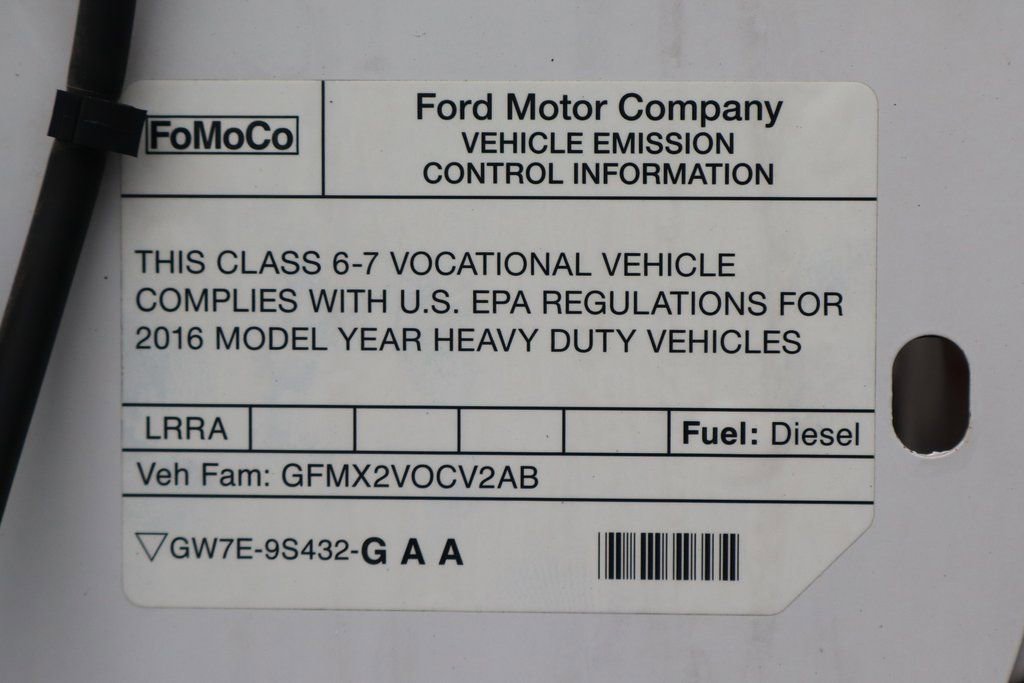 FoMoCo
Ford Motor Company
VEHICLE EMISSION
CONTROL INFORMATION
THIS CLASS 6-7 VOCATIONAL VEHICLE
COMPLIES WITH U.S. EPA REGULATIONS FOR
2016 MODEL YEAR HEAVY DUTY VEHICLES
LRRA Fuel: Diesel
Veh Fam: GFMX2VOCV2AB
▽GW7E-9S432-G A A